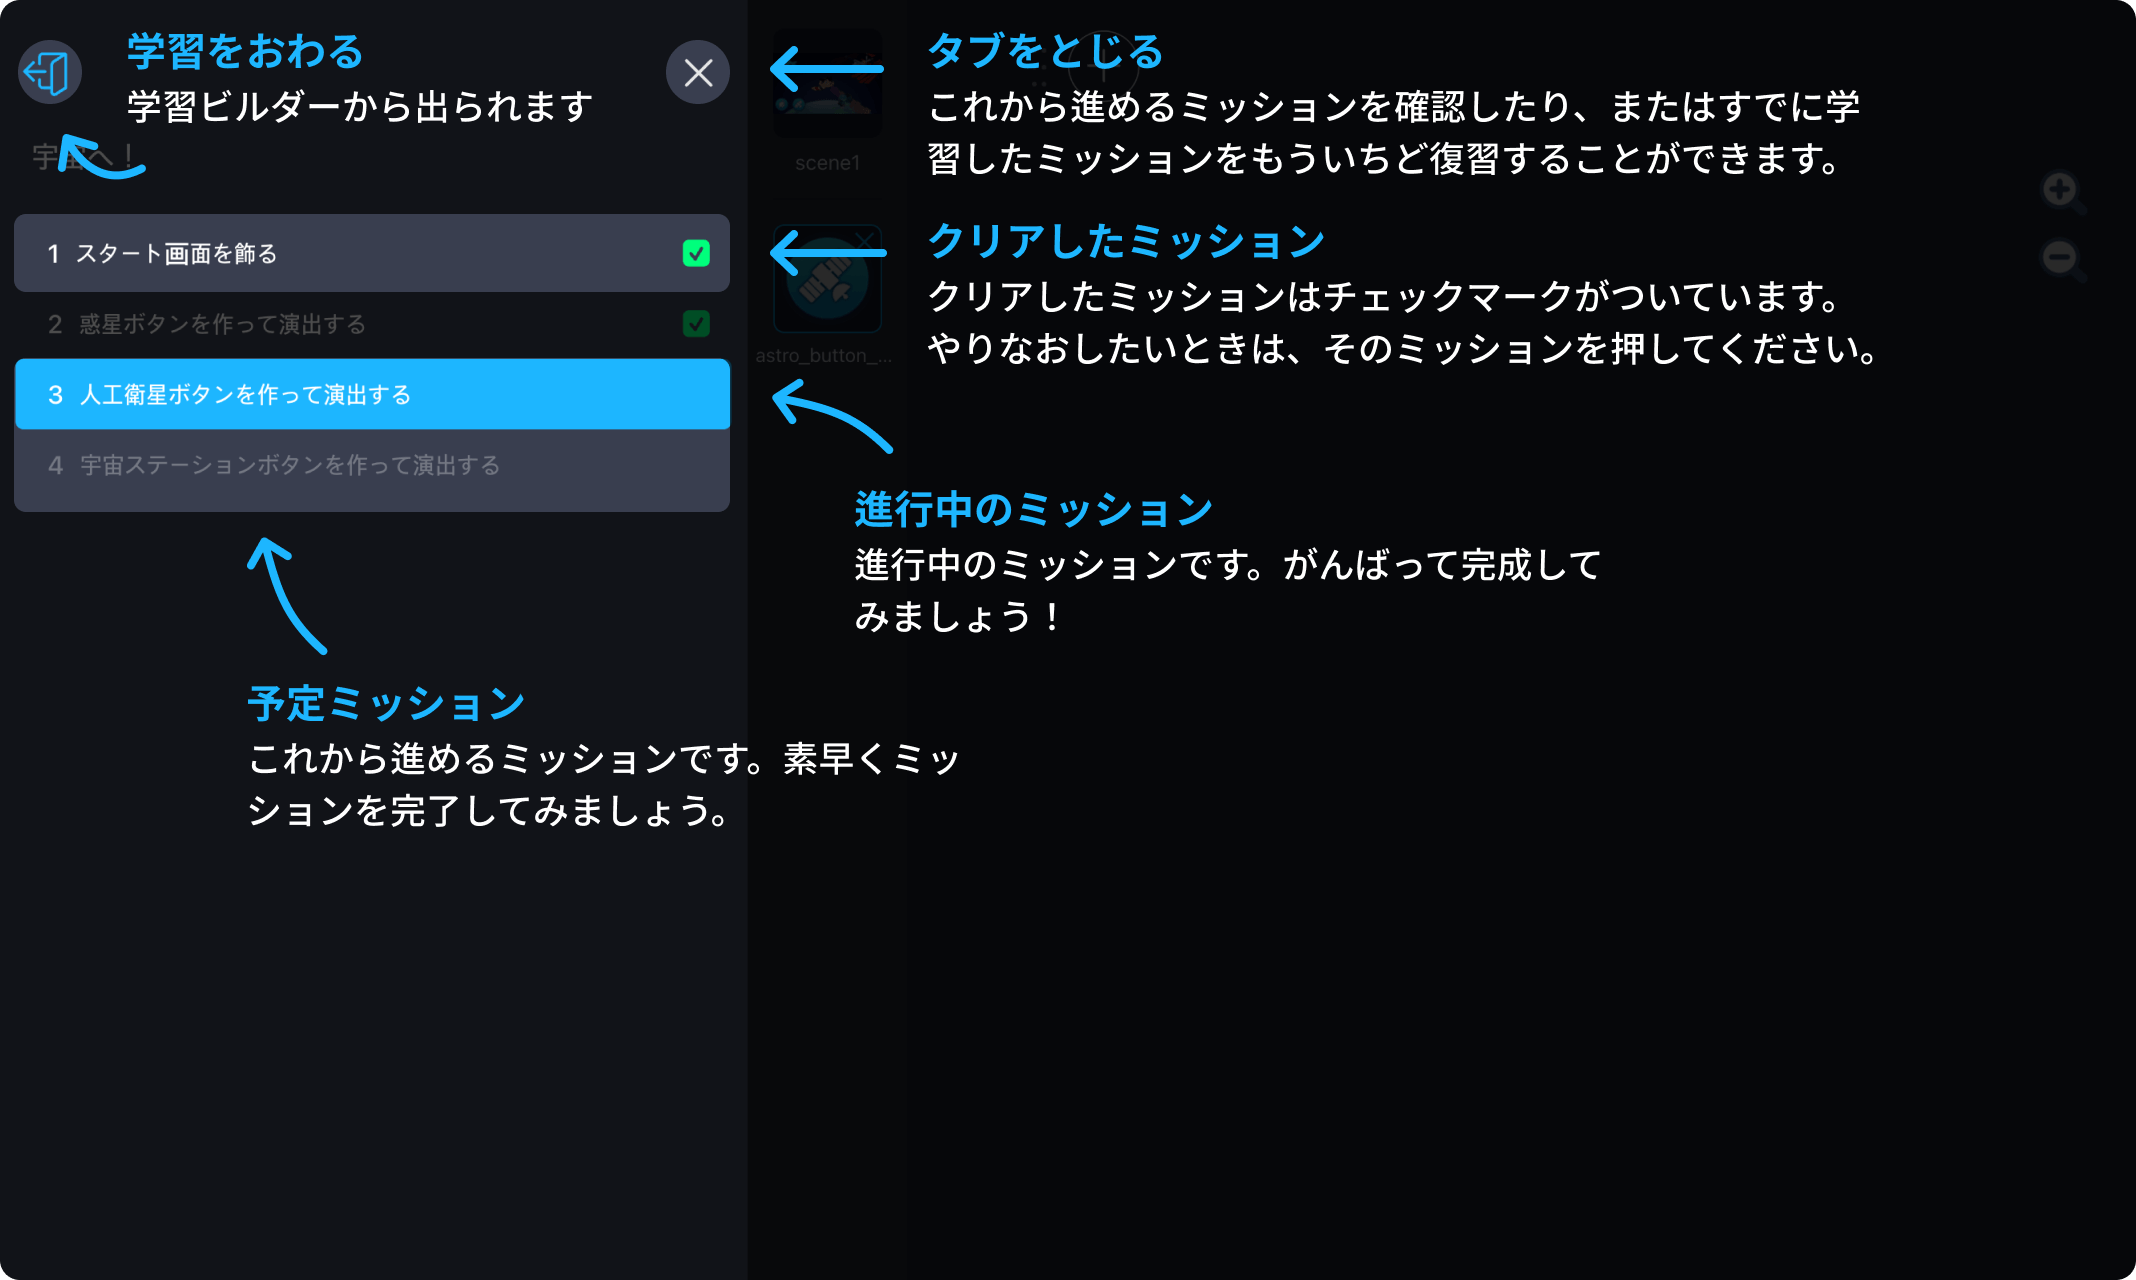 学習をおわる
学習ビルダーから出られます
宇宙へ！
1 スタート画面を飾る
2 惑星ボタンを作って演出する
3 人工衛星ボタンを作って演出する
4 宇宙ステーションボタンを作って演出する
予定ミッション
これから進めるミッションです。素早くミッ
ションを完了してみましょう。
scene1
astro_button_...
タブをとじる
これから進めるミッションを確認したり、またはすでに学
習したミッションをもういちど復習することができます。
クリアしたミッション
クリアしたミッションはチェックマークがついています。
やりなおしたいときは、そのミッションを押してください。
進行中のミッション
進行中のミッションです。がんばって完成して
みましょう！